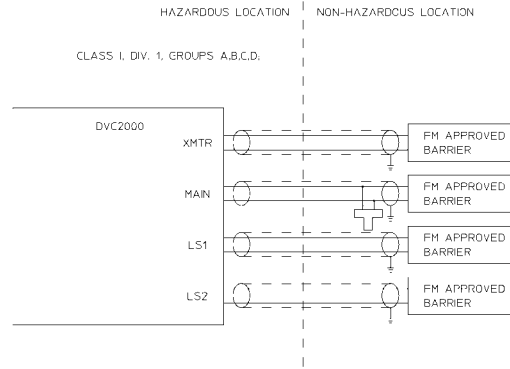 HAZARDOUS LOCATION
NON-HAZARDOUS LOCATION
CLASS I, DIV. 1, GROUPS A,B,C,D;
DVC2000
XMTR
FM APPROVED
BARRIER
MAIN
FM APPROVED
BARRIER
LS1
FM APPROVED
BARRIER
LS2
FM APPROVED
BARRIER